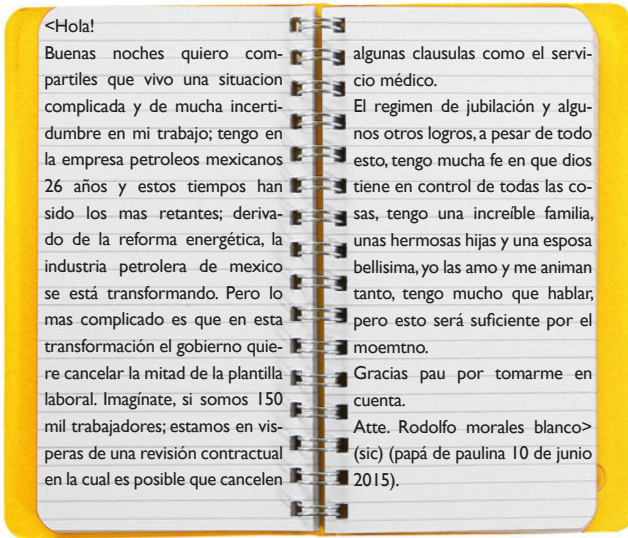 <Hola!
Buenas noches quiero com-
partiles que vivo una situacion
complicada y de mucha incerti-
dumbre en mi trabajo; tengo en
la empresa petroleos mexicanos
26 años y estos tiempos han
sido los mas retantes; deriva-
do de la reforma energética, la
industria petrolera de mexico
se está transformando. Pero lo
mas complicado es que en esta
transformación el gobierno quie-
re cancelar la mitad de la plantilla
laboral. Imagínate, si somos 150
mil trabajadores; estamos en vis-
peras de una revisión contractual
en la cual es posible que cancelen
algunas clausulas como el servi-
cio médico.
El regimen de jubilación y algu-
nos otros logros, a pesar de todo
esto, tengo mucha fe en que dios
tiene en control de todas las co-
sas, tengo una increíble familia,
unas hermosas hijas y una esposa
bellisima, yo las amo y me animan
tanto, tengo mucho que hablar,
pero esto será suficiente por el
moemtno.
Gracias pau por tomarme en
cuenta.
Atte. Rodolfo morales blanco>
(sic) (papá de paulina 10 de junio
2015).